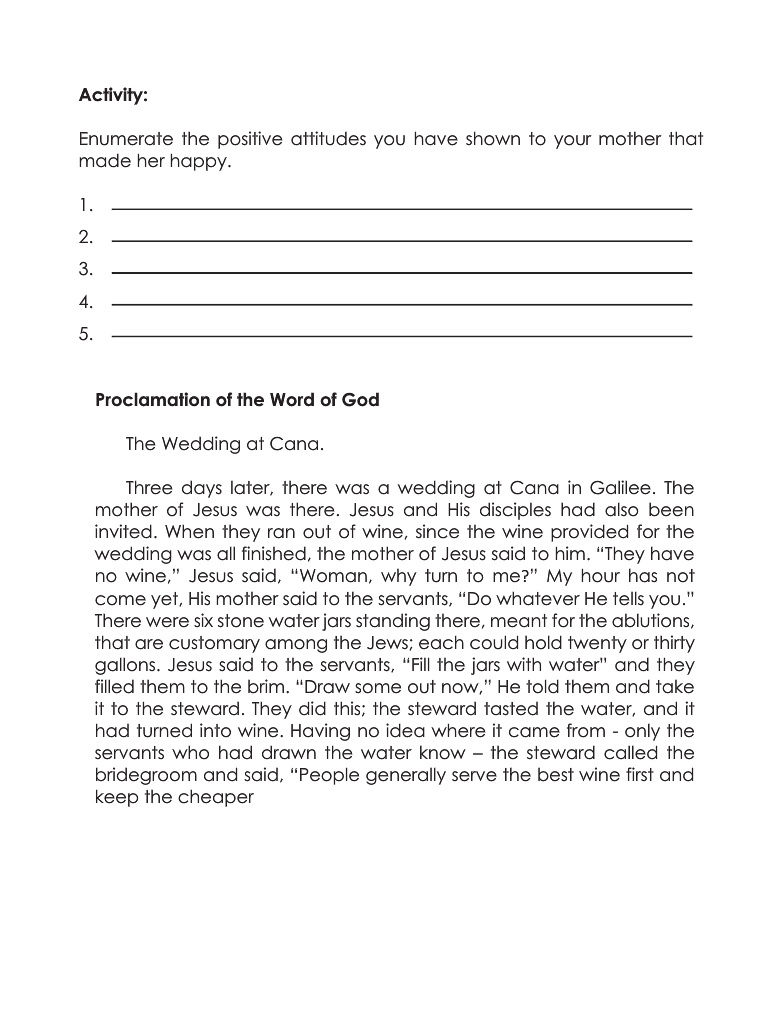 Activity:
Enumerate the positive attitudes you have shown to your mother that
made her happy.
1.
2.
3.
4.
5.
Proclamation of the Word of God
The Wedding at Cana.
Three days later, there was a wedding at Cana in Galilee. The
mother of Jesus was there. Jesus and His disciples had also been
invited. When they ran out of wine, since the wine provided for the
wedding was all finished, the mother of Jesus said to him. “They have
no wine,” Jesus said, “Woman, why turn to me?” My hour has not
come yet, His mother said to the servants, “Do whatever He tells you.”
There were six stone water jars standing there, meant for the ablutions,
that are customary among the Jews; each could hold twenty or thirty
gallons. Jesus said to the servants, “Fill the jars with water” and they
filled them to the brim. “Draw some out now,” He told them and take
it to the steward. They did this; the steward tasted the water, and it
had turned into wine. Having no idea where it came from - only the
servants who had drawn the water know – the steward called the
bridegroom and said, “People generally serve the best wine first and
keep the cheaper